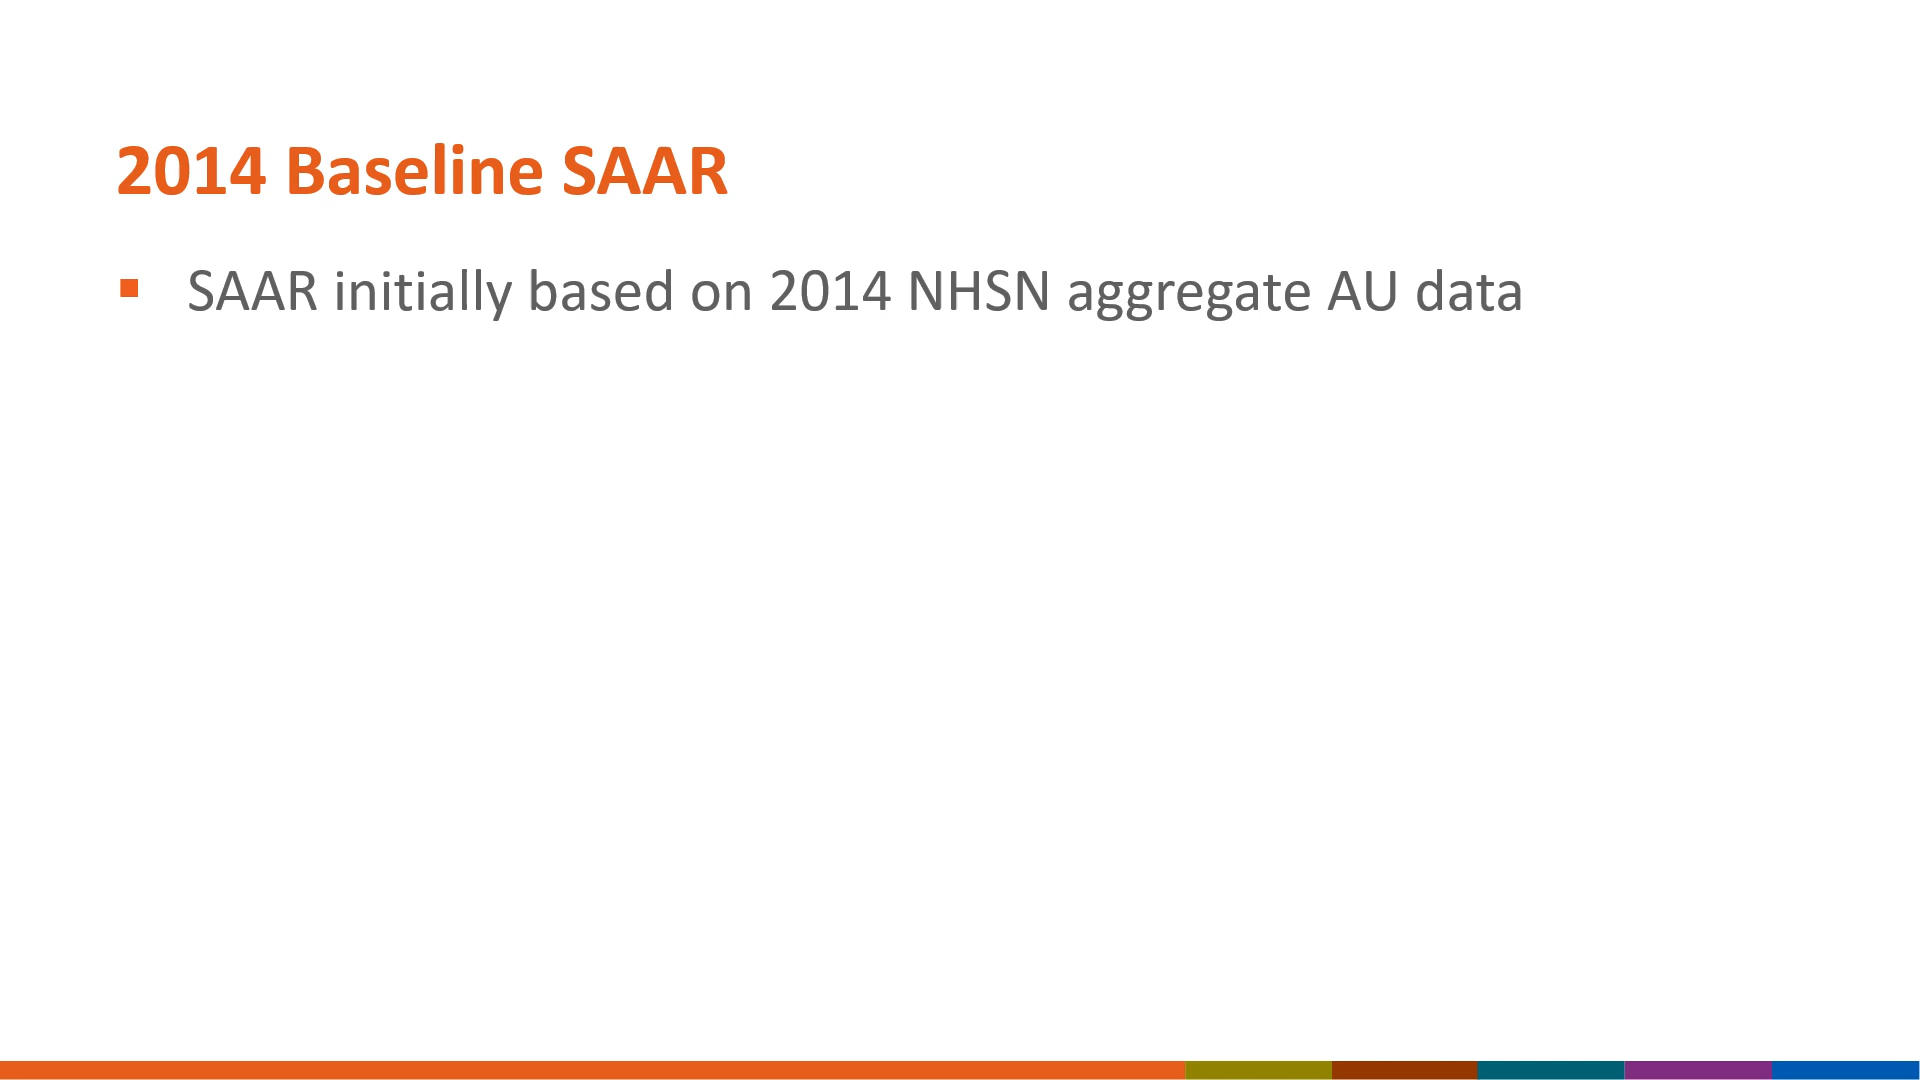 2014 Baseline SAAR
▪ SAAR initially based on 2014 NHSN aggregate AU data